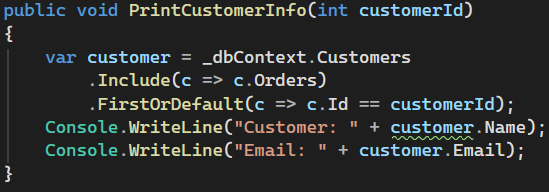 public void PrintCustomerInfo(int customerId)
{
    var customer = _dbContext.Customers
        .Include(c => c.Orders)
        .FirstOrDefault(c => c.Id == customerId);
    Console.WriteLine("Customer: " + customer.Name);
    Console.WriteLine("Email: " + customer.Email);
}